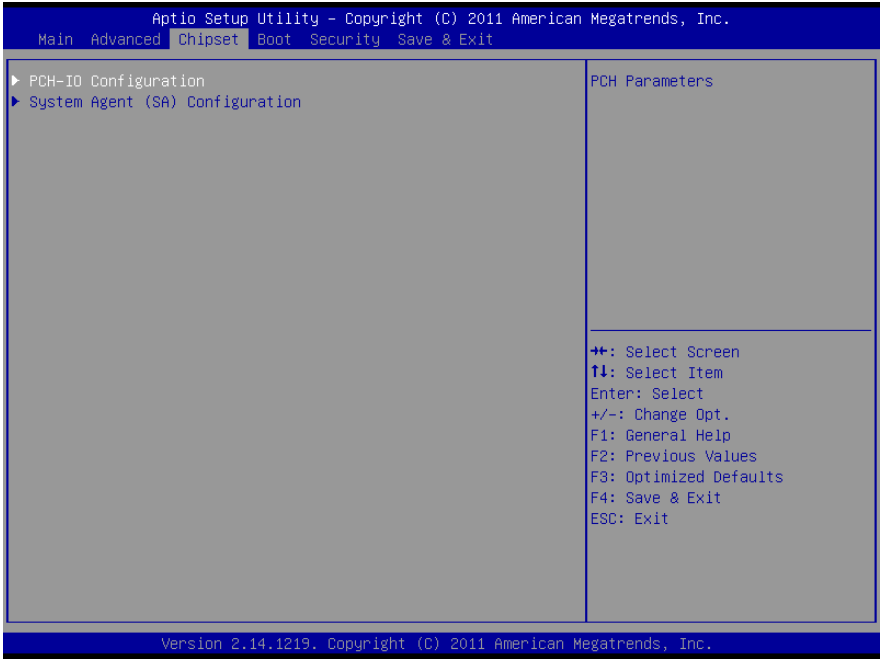 Aptio Setup Utility – Copyright (C) 2011 American Megatrends, Inc.
Main Advanced Chipset Boot Security Save & Exit
▶ PCH-IO Configuration
▶ System Agent (SA) Configuration
PCH Parameters
→←: Select Screen
↑↓: Select Item
Enter: Select
+/-: Change Opt.
F1: General Help
F2: Previous Values
F3: Optimized Defaults
F4: Save & Exit
ESC: Exit
Version 2.14.1219. Copyright (C) 2011 American Megatrends, Inc.